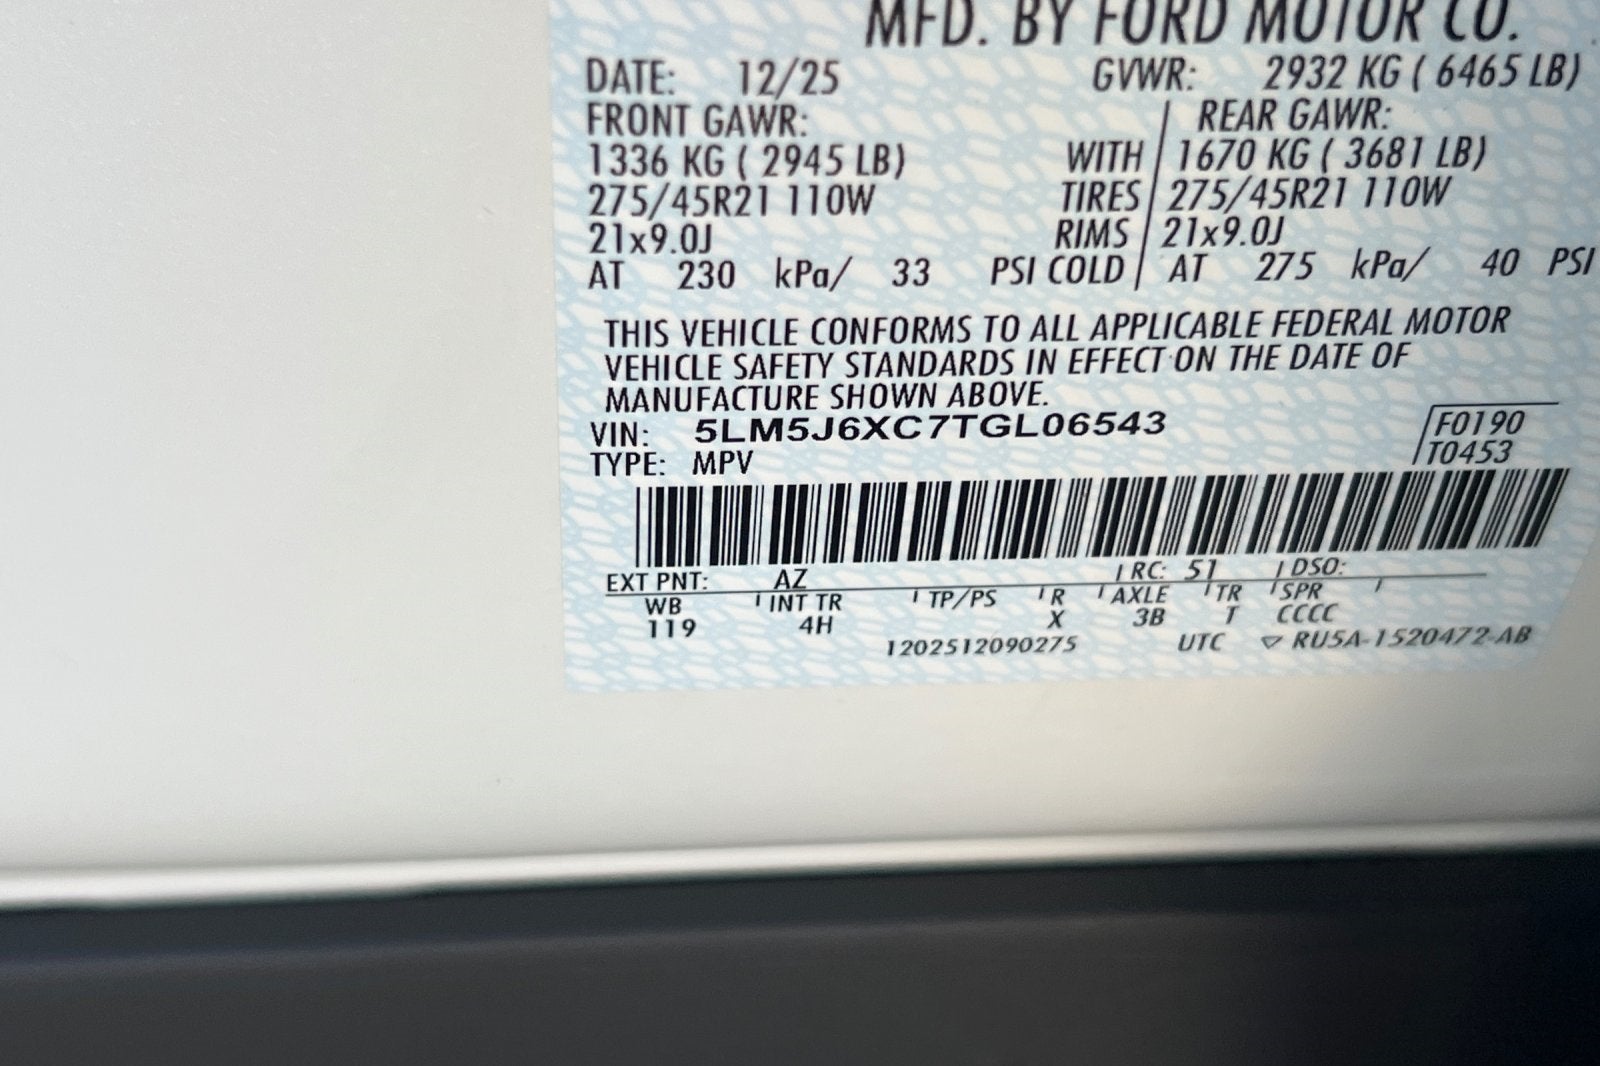 MFD. BY FORD MOTOR CO.
DATE: 12/25 GVWR: 2932 KG ( 6465 LB)
FRONT GAWR: REAR GAWR:
1336 KG ( 2945 LB) WITH 1670 KG ( 3681 LB)
275/45R21 110W TIRES 275/45R21 110W
21x9.0J RIMS 21x9.0J
AT 230 kPa/ 33 PSI COLD AT 275 kPa/ 40 PSI
THIS VEHICLE CONFORMS TO ALL APPLICABLE FEDERAL MOTOR
VEHICLE SAFETY STANDARDS IN EFFECT ON THE DATE OF
MANUFACTURE SHOWN ABOVE.
VIN: 5LM5J6XC7TGL06543 F0190
TYPE: MPV T0453
EXT PNT: AZ RC: 51 DSO:
WB INT TR TP/PS R AXLE TR SPR
119 4H X 3B T CCCC
1202512090275 UTC ▽ RU5A-1520472-AB